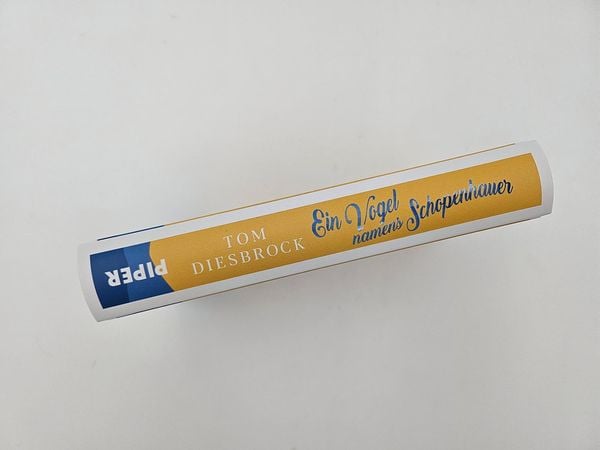 PIPER
TOM
DIESBROCK
Ein Vogel
namens Schopenhauer